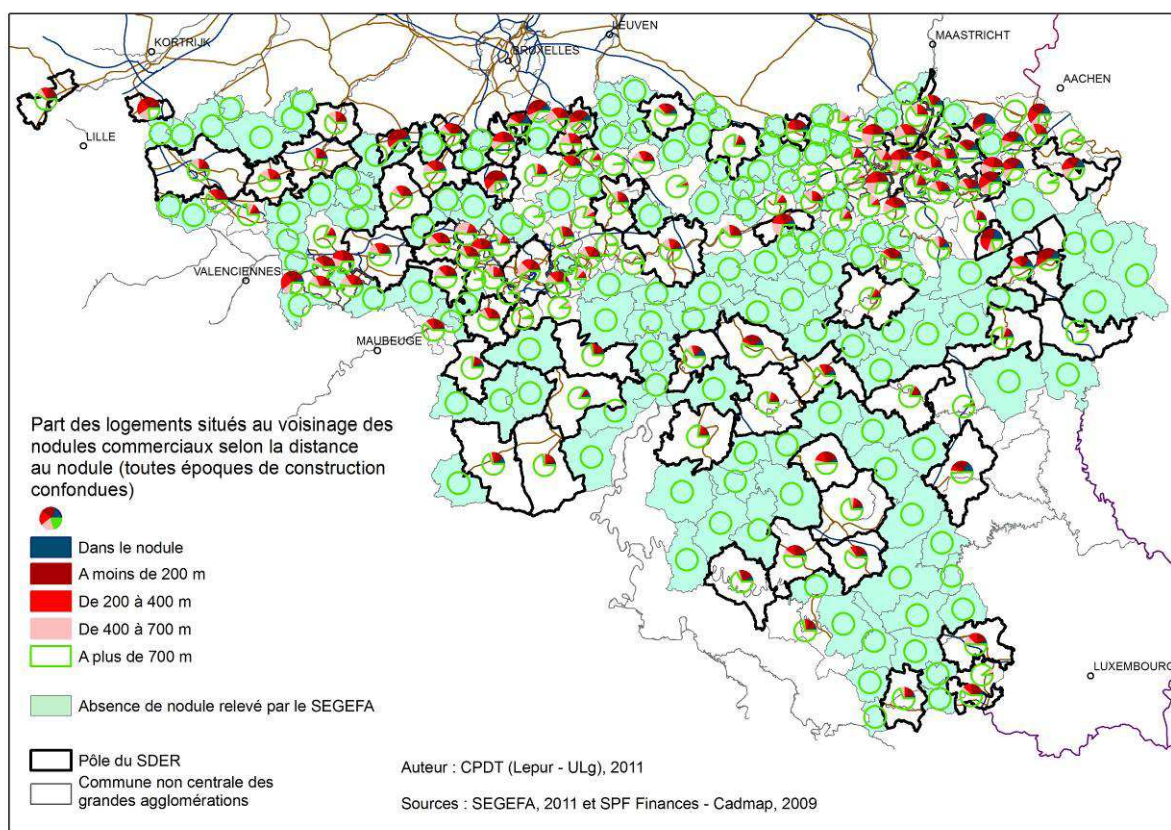 KORTRIJK
LEUVEN
BRUXELLES
MAASTRICHT
AACHEN
LILLE
VALENCIENNES
MAUBEUGE
LUXEMBOURG
Part des logements situés au voisinage des
nodules commerciaux selon la distance
au nodule (toutes époques de construction
confondues)
Dans le nodule
A moins de 200 m
De 200 à 400 m
De 400 à 700 m
A plus de 700 m
Absence de nodule relevé par le SEGEFA
Pôle du SDER
Commune non centrale des
grandes agglomérations
Auteur : CPDT (Lepur - ULg), 2011
Sources : SEGEFA, 2011 et SPF Finances - Cadmap, 2009